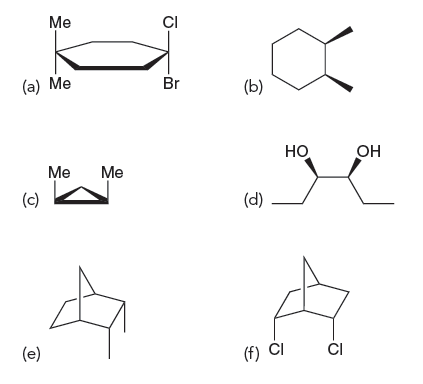 Me Cl
(a) Me Br (b)
HO OH
Me Me
(c) (d)
(e) (f) Cl Cl